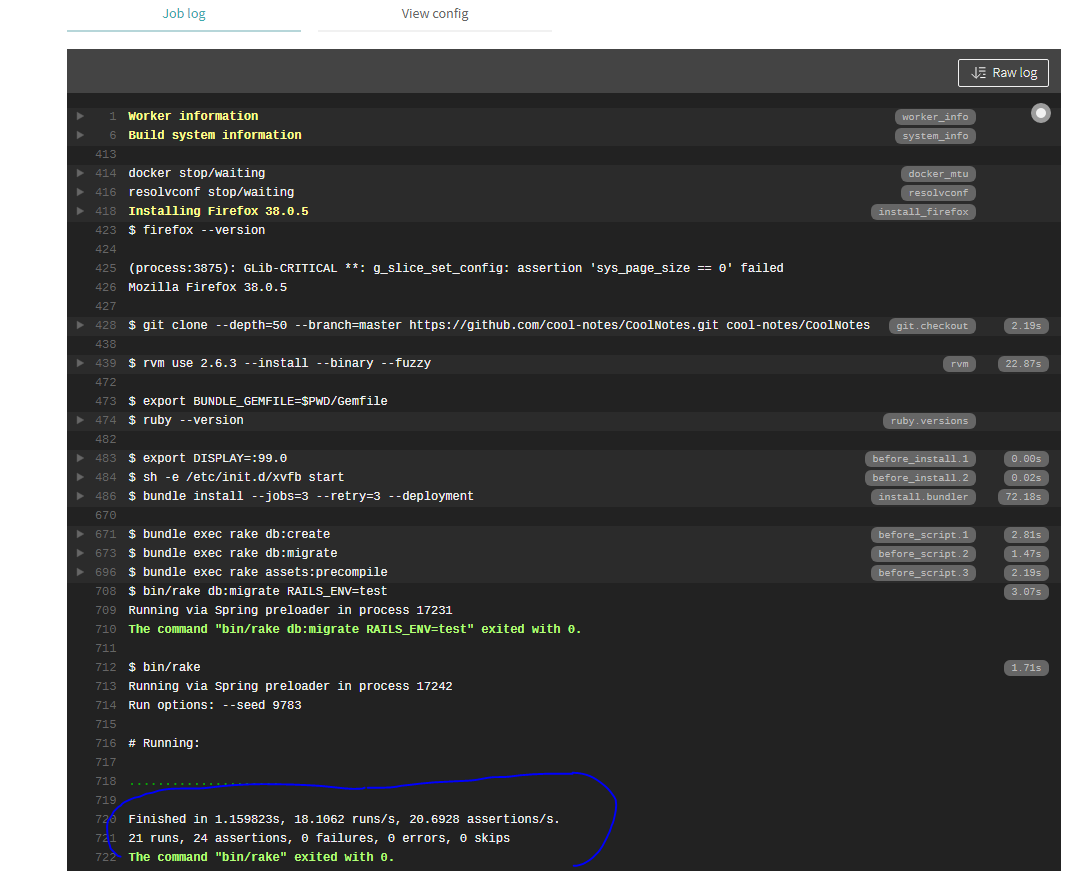 Job log View config
Raw log
1 Worker information worker_info
6 Build system information system_info
413
414 docker stop/waiting docker_mtu
416 resolvconf stop/waiting resolvconf
418 Installing Firefox 38.0.5 install_firefox
423 $ firefox --version
424
425 (process:3875): GLib-CRITICAL **: g_slice_set_config: assertion 'sys_page_size == 0' failed
426 Mozilla Firefox 38.0.5
427
428 $ git clone --depth=50 --branch=master https://github.com/cool-notes/CoolNotes.git cool-notes/CoolNotes git.checkout 2.19s
438
439 $ rvm use 2.6.3 --install --binary --fuzzy rvm 22.87s
472
473 $ export BUNDLE_GEMFILE=$PWD/Gemfile
474 $ ruby --version ruby.versions
482
483 $ export DISPLAY=:99.0 before_install.1 0.00s
484 $ sh -e /etc/init.d/xvfb start before_install.2 0.02s
486 $ bundle install --jobs=3 --retry=3 --deployment install.bundler 72.18s
670
671 $ bundle exec rake db:create before_script.1 2.81s
673 $ bundle exec rake db:migrate before_script.2 1.47s
696 $ bundle exec rake assets:precompile before_script.3 2.19s
708 $ bin/rake db:migrate RAILS_ENV=test 3.07s
709 Running via Spring preloader in process 17231
710 The command "bin/rake db:migrate RAILS_ENV=test" exited with 0.
711
712 $ bin/rake 1.71s
713 Running via Spring preloader in process 17242
714 Run options: --seed 9783
715
716 # Running:
717
718 .....................
719
720 Finished in 1.159823s, 18.1062 runs/s, 20.6928 assertions/s.
721 21 runs, 24 assertions, 0 failures, 0 errors, 0 skips
722 The command "bin/rake" exited with 0.